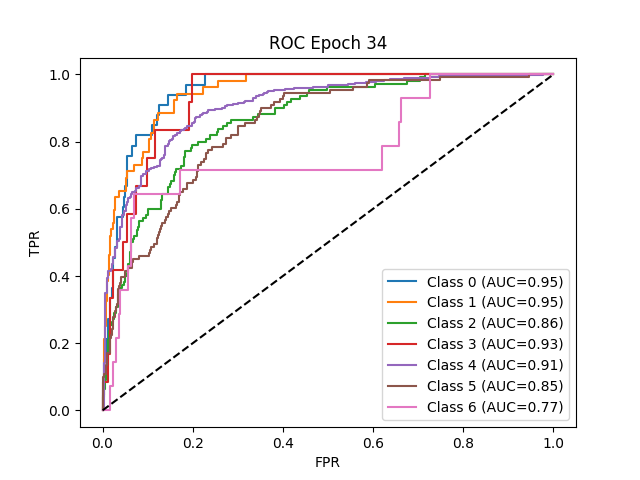 ROC Epoch 34
1.0
0.8
0.6
0.4
0.2
0.0
TPR
0.0 0.2 0.4 0.6 0.8 1.0
FPR
Class 0 (AUC=0.95)
Class 1 (AUC=0.95)
Class 2 (AUC=0.86)
Class 3 (AUC=0.93)
Class 4 (AUC=0.91)
Class 5 (AUC=0.85)
Class 6 (AUC=0.77)